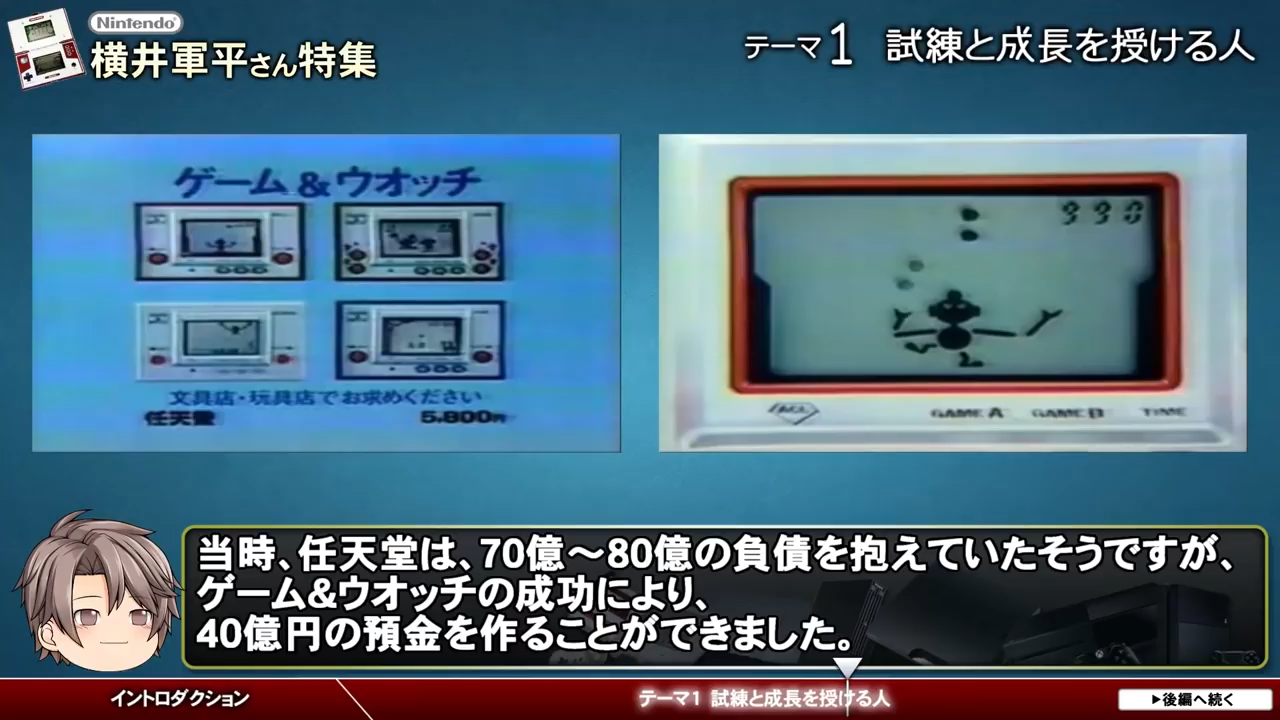 Nintendo
横井軍平さん特集
テーマ1 試練と成長を授ける人
ゲーム&ウオッチ
文具店・玩具店でお求めください
任天堂 5,800円
330
ACL
GAME A GAME B TIME
当時、任天堂は、70億～80億の負債を抱えていたそうですが、
ゲーム&ウオッチの成功により、
40億円の預金を作ることができました。
イントロダクション
テーマ1 試練と成長を授ける人
▶後編へ続く